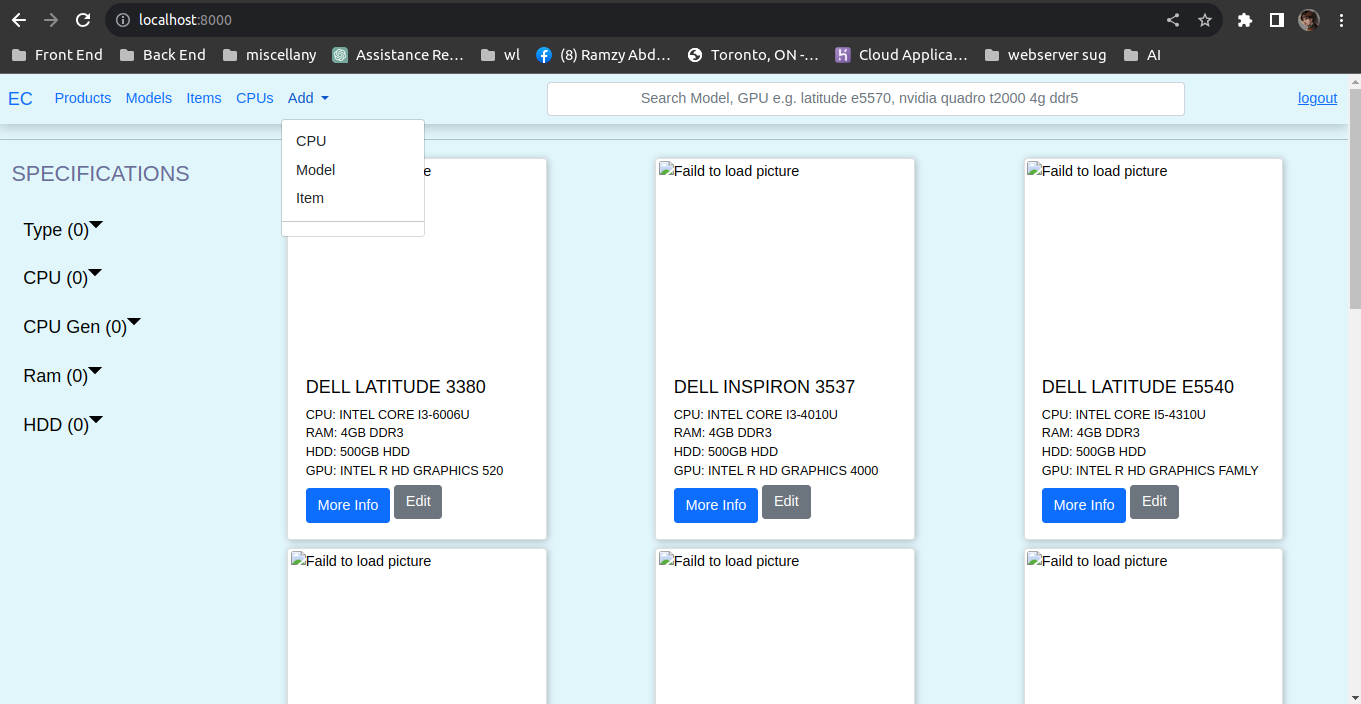 localhost:8000
Front End Back End miscellany Assistance Re... wl (8) Ramzy Abd... Toronto, ON -... Cloud Applica... webserver sug AI
EC Products Models Items CPUs Add Search Model, GPU e.g. latitude e5570, nvidia quadro t2000 4g ddr5 logout
CPU
Model
Item
SPECIFICATIONS
Type (0)
CPU (0)
CPU Gen (0)
Ram (0)
HDD (0)
e
DELL LATITUDE 3380
CPU: INTEL CORE I3-6006U
RAM: 4GB DDR3
HDD: 500GB HDD
GPU: INTEL R HD GRAPHICS 520
More Info Edit
Faild to load picture
DELL INSPIRON 3537
CPU: INTEL CORE I3-4010U
RAM: 4GB DDR3
HDD: 500GB HDD
GPU: INTEL R HD GRAPHICS 4000
More Info Edit
Faild to load picture
DELL LATITUDE E5540
CPU: INTEL CORE I5-4310U
RAM: 4GB DDR3
HDD: 500GB HDD
GPU: INTEL R HD GRAPHICS FAMLY
More Info Edit
Faild to load picture
Faild to load picture
Faild to load picture